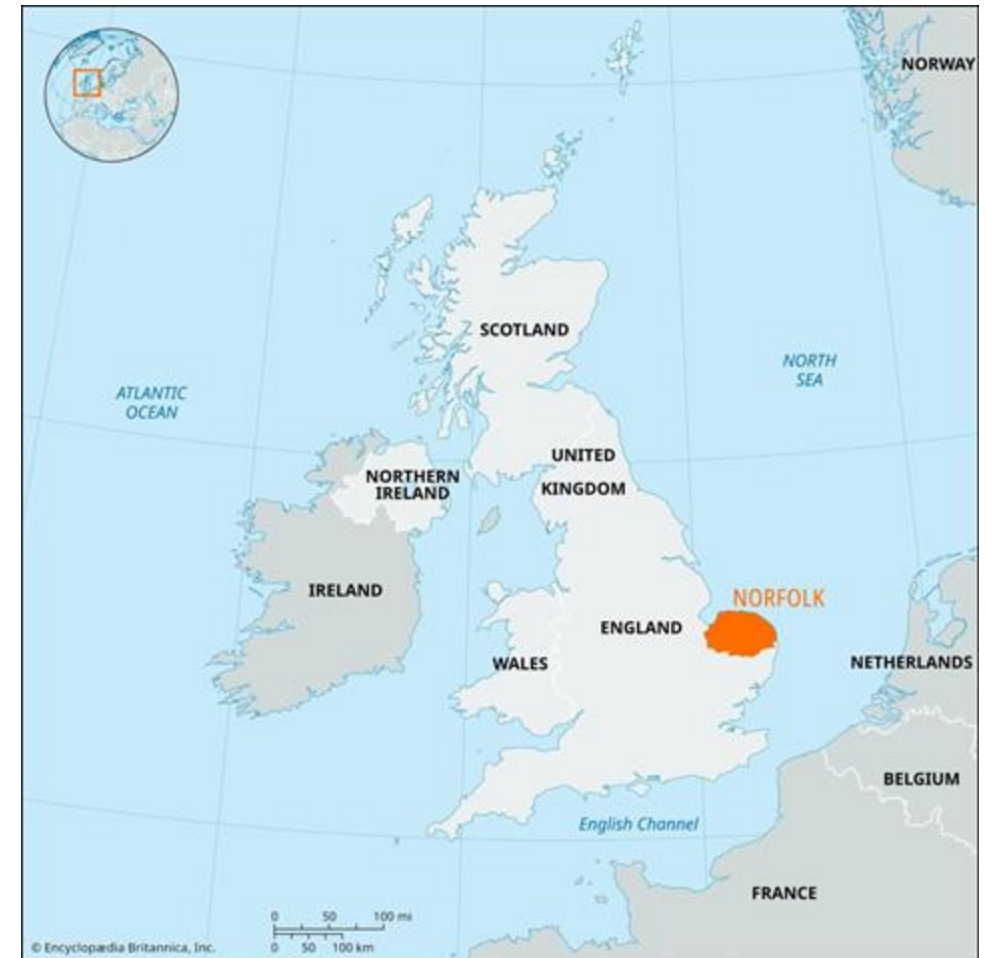 NORWAY
SCOTLAND
NORTH
SEA
ATLANTIC
OCEAN
UNITED
KINGDOM
NORTHERN
IRELAND
IRELAND
NORFOLK
ENGLAND
WALES
NETHERLANDS
BELGIUM
English Channel
FRANCE
0 50 100 mi
0 50 100 km
© Encyclopædia Britannica, Inc.